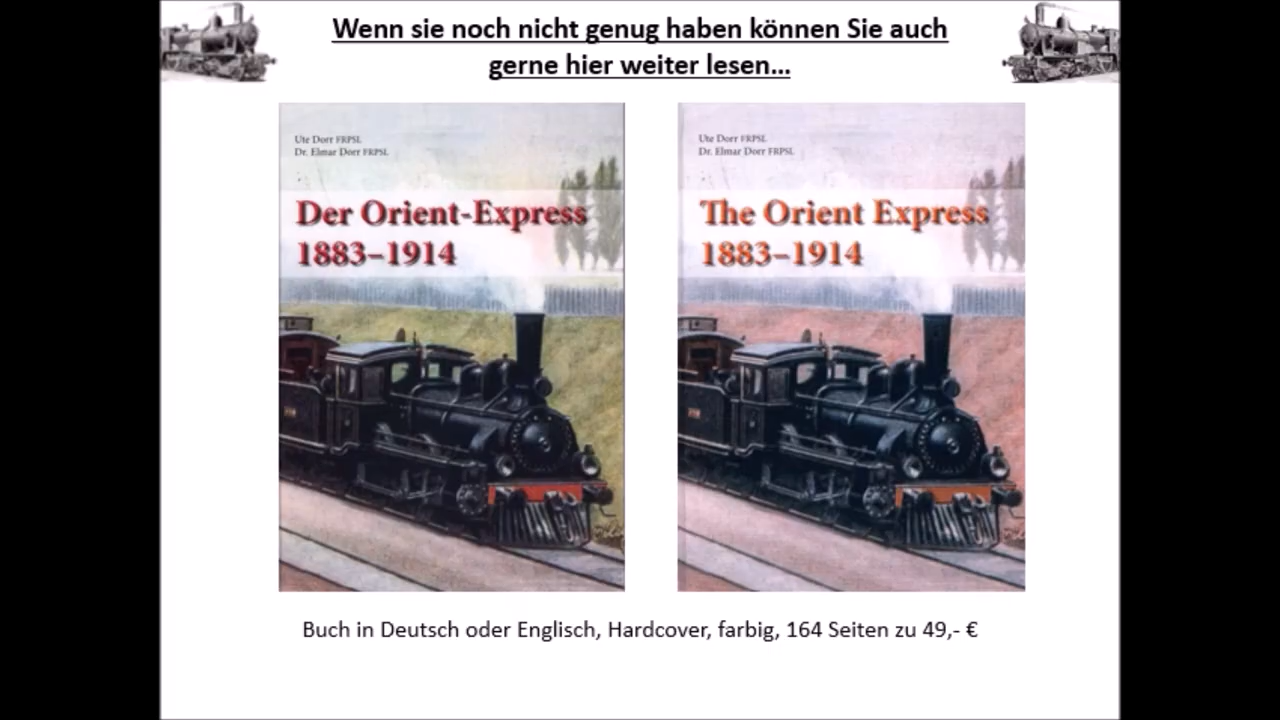 Wenn sie noch nicht genug haben können Sie auch
gerne hier weiter lesen...
Ute Dorr FRPSL
Dr. Elmar Dorr FRPSL
Der Orient-Express
1883–1914
Ute Dorr FRPSL
Dr. Elmar Dorr FRPSL
The Orient Express
1883–1914
Buch in Deutsch oder Englisch, Hardcover, farbig, 164 Seiten zu 49,- €